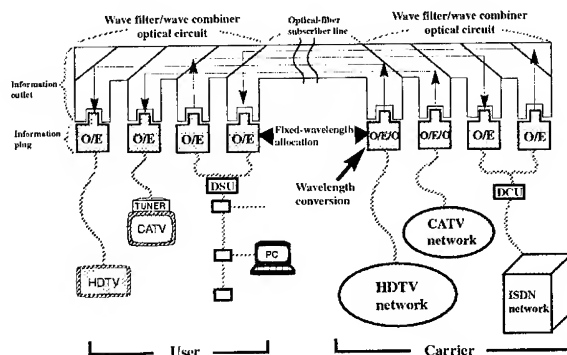 Wave filter/wave combiner
optical circuit
Optical-fiber
subscriber line
Wave filter/wave combiner
optical circuit
Information
outlet
Information
plug
O/E
O/E
O/E
O/E
Fixed-wavelength
allocation
O/E/O
O/E/O
O/E
O/E
DSU
Wavelength
conversion
DCU
TUNER
CATV
CATV
network
PC
HDTV
HDTV
network
ISDN
network
User
Carrier